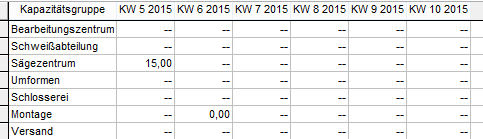 Kapazitätsgruppe KW 5 2015 KW 6 2015 KW 7 2015 KW 8 2015 KW 9 2015 KW 10 2015
Bearbeitungszentrum -- -- -- -- -- --
Schweißabteilung -- -- -- -- -- --
Sägezentrum 15,00 -- -- -- -- --
Umformen -- -- -- -- -- --
Schlosserei -- -- -- -- -- --
Montage -- 0,00 -- -- -- --
Versand -- -- -- -- -- --